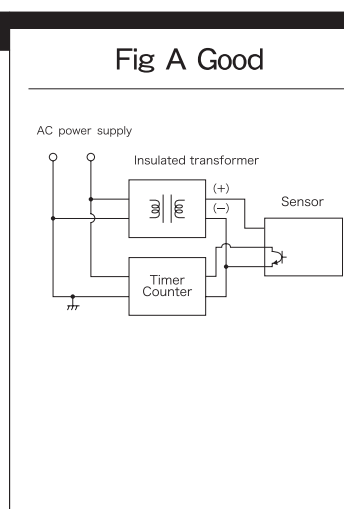 Fig A Good
AC power supply
Insulated transformer
(+)
(−)
Sensor
Timer
Counter